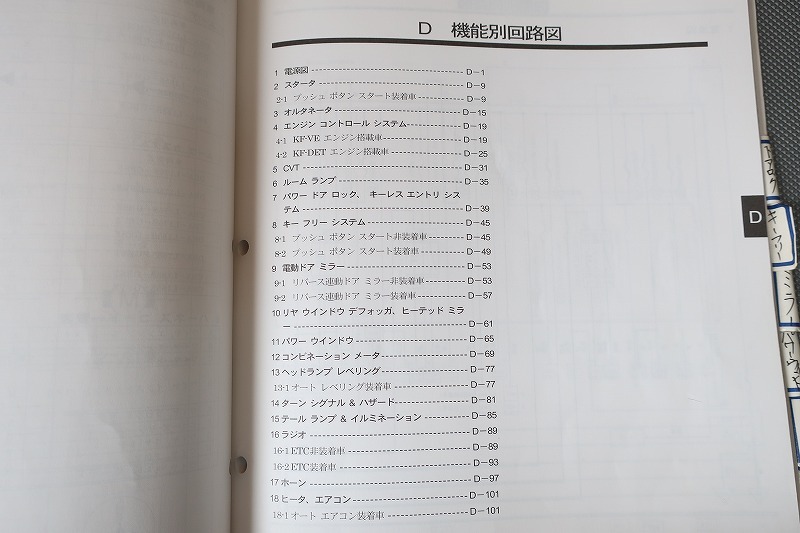 D 機能別回路図
1 電源図 D−1
2 スタータ D−9
2-1 プッシュ ボタン スタート装着車 D−9
3 オルタネータ D−15
4 エンジン コントロール システム D−19
4-1 KF-VE エンジン搭載車 D−19
4-2 KF-DET エンジン搭載車 D−25
5 CVT D−31
6 ルーム ランプ D−35
7 パワー ドア ロック、 キーレス エントリ シス
テム D−39
8 キー フリー システム D−45
8-1 プッシュ ボタン スタート非装着車 D−45
8-2 プッシュ ボタン スタート装着車 D−49
9 電動ドア ミラー D−53
9-1 リバース連動ドア ミラー非装着車 D−53
9-2 リバース連動ドア ミラー装着車 D−57
10 リヤ ウインドウ デフォッガ、ヒーテッド ミラ
ー D−61
11 パワー ウインドウ D−65
12 コンビネーション メータ D−69
13 ヘッドランプ レベリング D−77
13-1 オート レベリング装着車 D−77
14 ターン シグナル & ハザード D−81
15 テール ランプ & イルミネーション D−85
16 ラジオ D−89
16-1 ETC非装着車 D−89
16-2 ETC装着車 D−93
17 ホーン D−97
18 ヒータ、エアコン D−101
18-1 オート エアコン装着車 D−101
D
キーフリー
ミラー